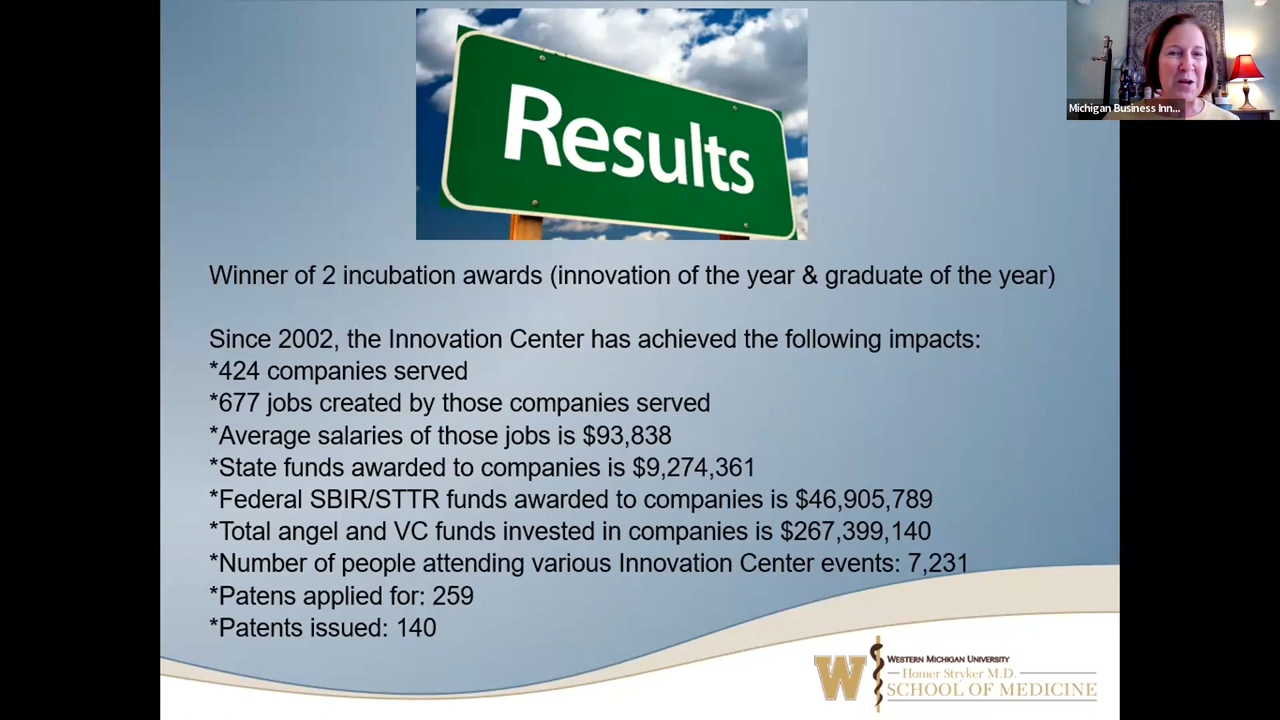 Results
Michigan Business Inn...
Winner of 2 incubation awards (innovation of the year & graduate of the year)
Since 2002, the Innovation Center has achieved the following impacts:
*424 companies served
*677 jobs created by those companies served
*Average salaries of those jobs is $93,838
*State funds awarded to companies is $9,274,361
*Federal SBIR/STTR funds awarded to companies is $46,905,789
*Total angel and VC funds invested in companies is $267,399,140
*Number of people attending various Innovation Center events: 7,231
*Patens applied for: 259
*Patents issued: 140
W
WESTERN MICHIGAN UNIVERSITY
Homer Stryker M.D.
SCHOOL OF MEDICINE